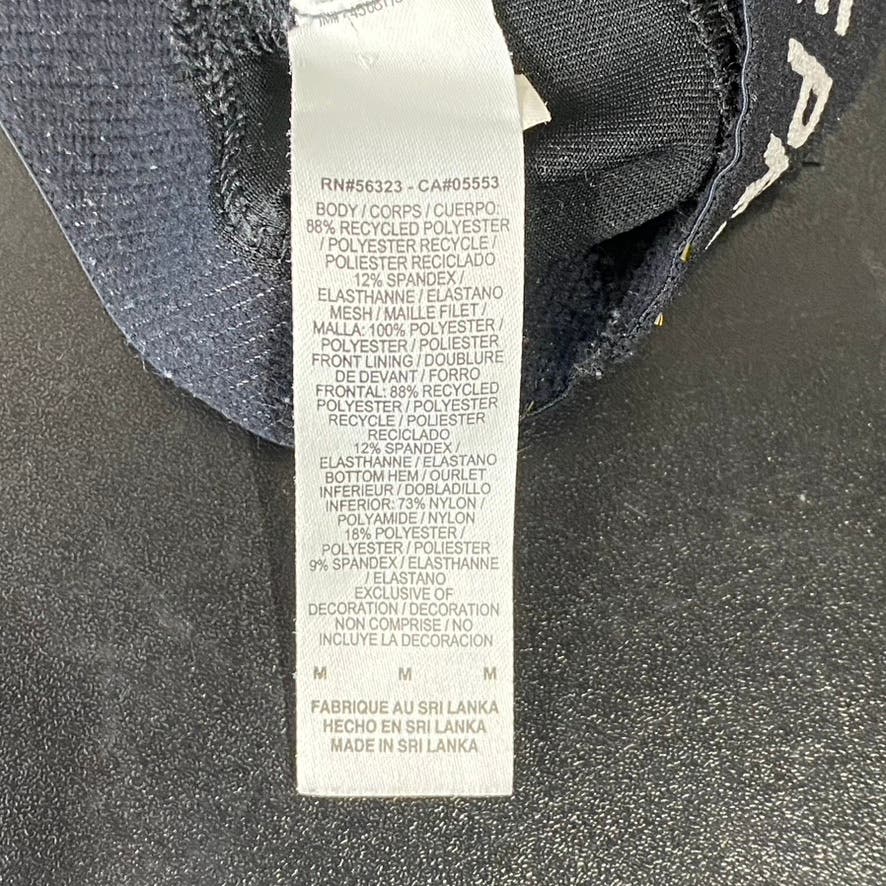 RN#56323 - CA#05553
BODY / CORPS / CUERPO:
88% RECYCLED POLYESTER
/ POLYESTER RECYCLE /
POLIESTER RECICLADO
12% SPANDEX /
ELASTHANNE / ELASTANO
MESH / MAILLE FILET /
MALLA: 100% POLYESTER /
POLYESTER / POLIESTER
FRONT LINING / DOUBLURE
DE DEVANT / FORRO
FRONTAL: 88% RECYCLED
POLYESTER / POLYESTER
RECYCLE / POLIESTER
RECICLADO
12% SPANDEX /
ELASTHANNE / ELASTANO
BOTTOM HEM / OURLET
INFERIEUR / DOBLADILLO
INFERIOR: 73% NYLON /
POLYAMIDE / NYLON
18% POLYESTER /
POLYESTER / POLIESTER
9% SPANDEX / ELASTHANNE
/ ELASTANO
EXCLUSIVE OF
DECORATION / DECORATION
NON COMPRISE / NO
INCLUYE LA DECORACION
M M M
FABRIQUE AU SRI LANKA
HECHO EN SRI LANKA
MADE IN SRI LANKA